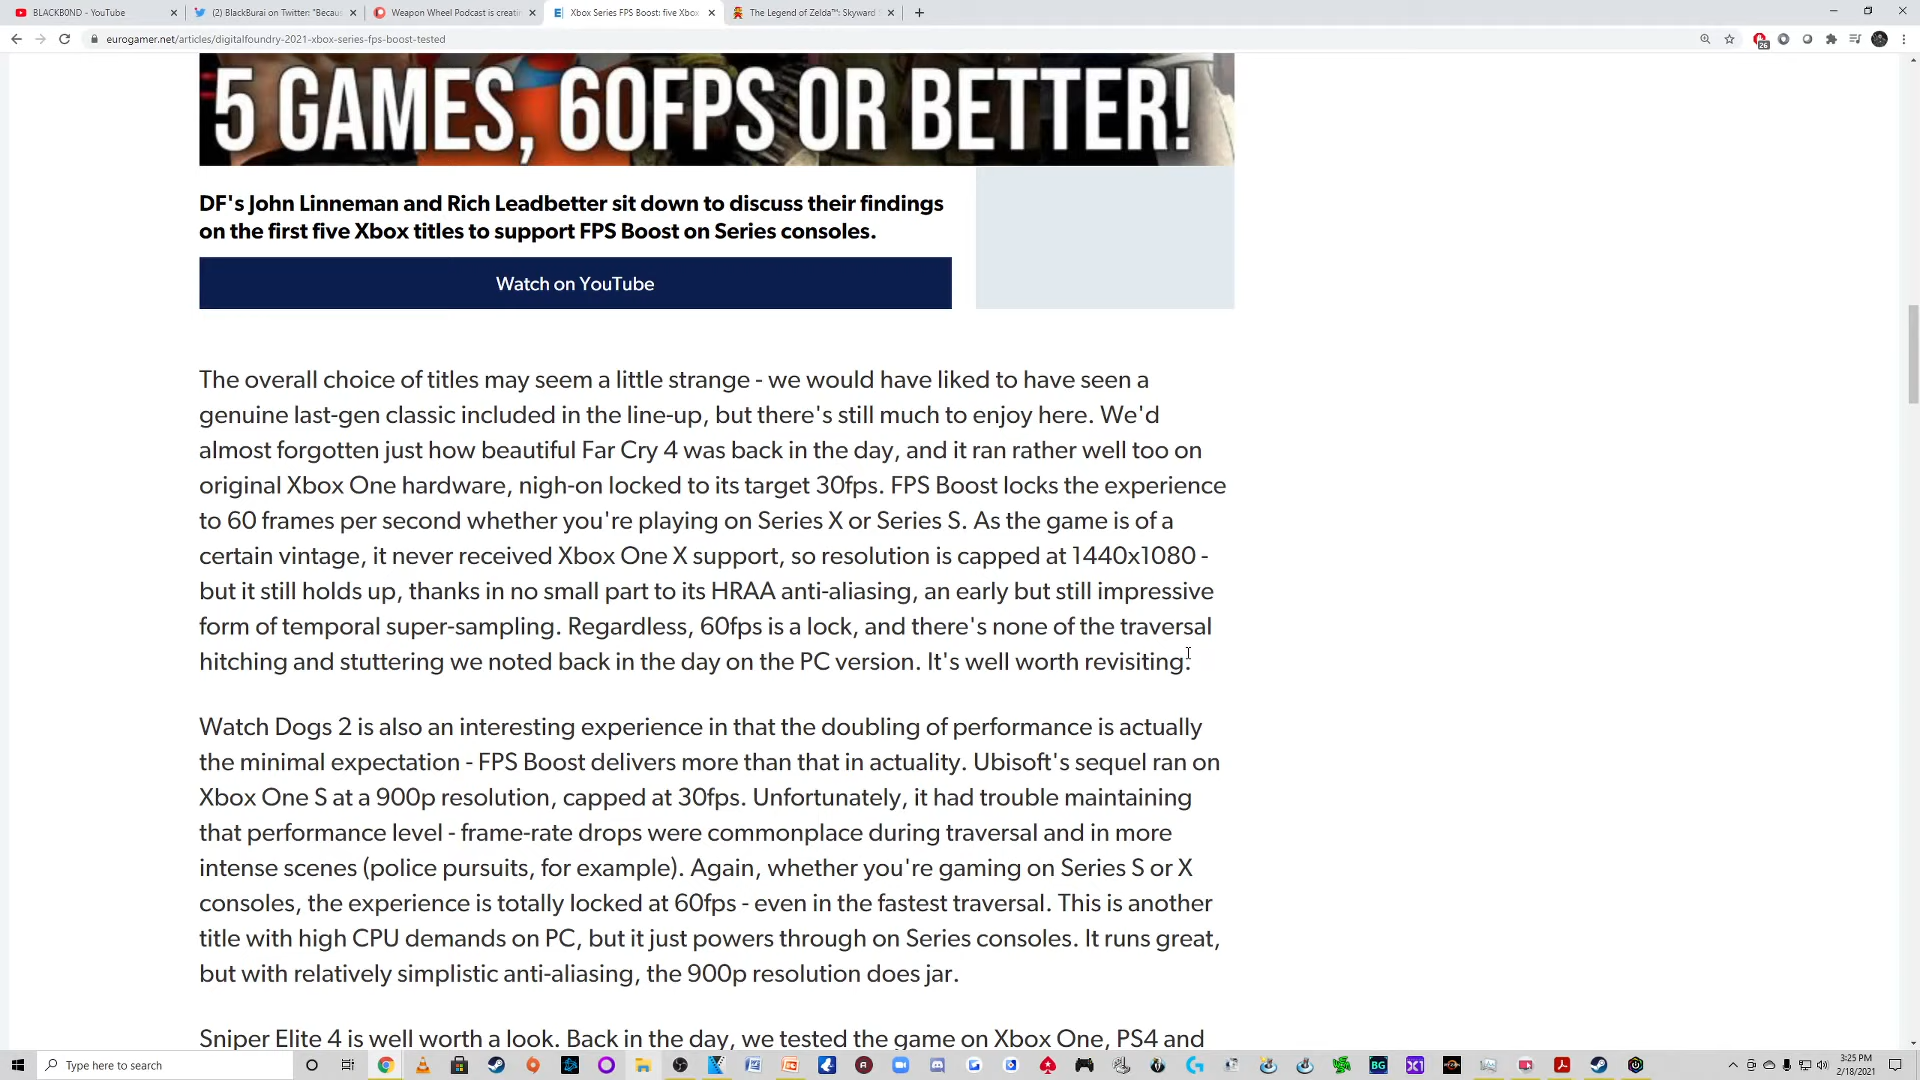 BLACKB0ND - YouTube
(2) BlackBurai on Twitter: "Becau
Weapon Wheel Podcast is creatin
Xbox Series FPS Boost: five Xbox
The Legend of Zelda™: Skyward
eurogamer.net/articles/digitalfoundry-2021-xbox-series-fps-boost-tested
26
5 GAMES, 60FPS OR BETTER!
DF's John Linneman and Rich Leadbetter sit down to discuss their findings
on the first five Xbox titles to support FPS Boost on Series consoles.
Watch on YouTube
The overall choice of titles may seem a little strange - we would have liked to have seen a
genuine last-gen classic included in the line-up, but there's still much to enjoy here. We'd
almost forgotten just how beautiful Far Cry 4 was back in the day, and it ran rather well too on
original Xbox One hardware, nigh-on locked to its target 30fps. FPS Boost locks the experience
to 60 frames per second whether you're playing on Series X or Series S. As the game is of a
certain vintage, it never received Xbox One X support, so resolution is capped at 1440x1080 -
but it still holds up, thanks in no small part to its HRAA anti-aliasing, an early but still impressive
form of temporal super-sampling. Regardless, 60fps is a lock, and there's none of the traversal
hitching and stuttering we noted back in the day on the PC version. It's well worth revisiting.
Watch Dogs 2 is also an interesting experience in that the doubling of performance is actually
the minimal expectation - FPS Boost delivers more than that in actuality. Ubisoft's sequel ran on
Xbox One S at a 900p resolution, capped at 30fps. Unfortunately, it had trouble maintaining
that performance level - frame-rate drops were commonplace during traversal and in more
intense scenes (police pursuits, for example). Again, whether you're gaming on Series S or X
consoles, the experience is totally locked at 60fps - even in the fastest traversal. This is another
title with high CPU demands on PC, but it just powers through on Series consoles. It runs great,
but with relatively simplistic anti-aliasing, the 900p resolution does jar.
Sniper Elite 4 is well worth a look. Back in the day, we tested the game on Xbox One, PS4 and
Type here to search
BG
X1
3:25 PM
2/18/2021